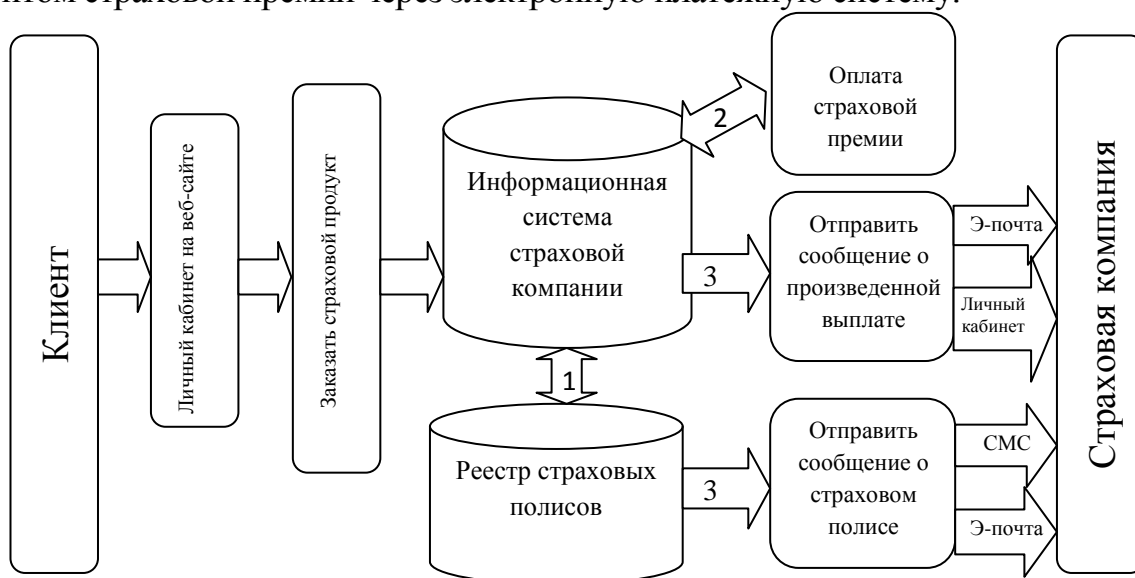 нтом страховой премии через электронную платежную систему.
Клиент
Личный кабинет на веб-сайте
Заказать страховой продукт
Информационная
система
страховой
компании
1
Реестр страховых
полисов
2
Оплата
страховой
премии
3
Отправить
сообщение о
произведенной
выплате
Э-почта
Личный
кабинет
3
Отправить
сообщение о
страховом
полисе
СМС
Э-почта
Страховая компания